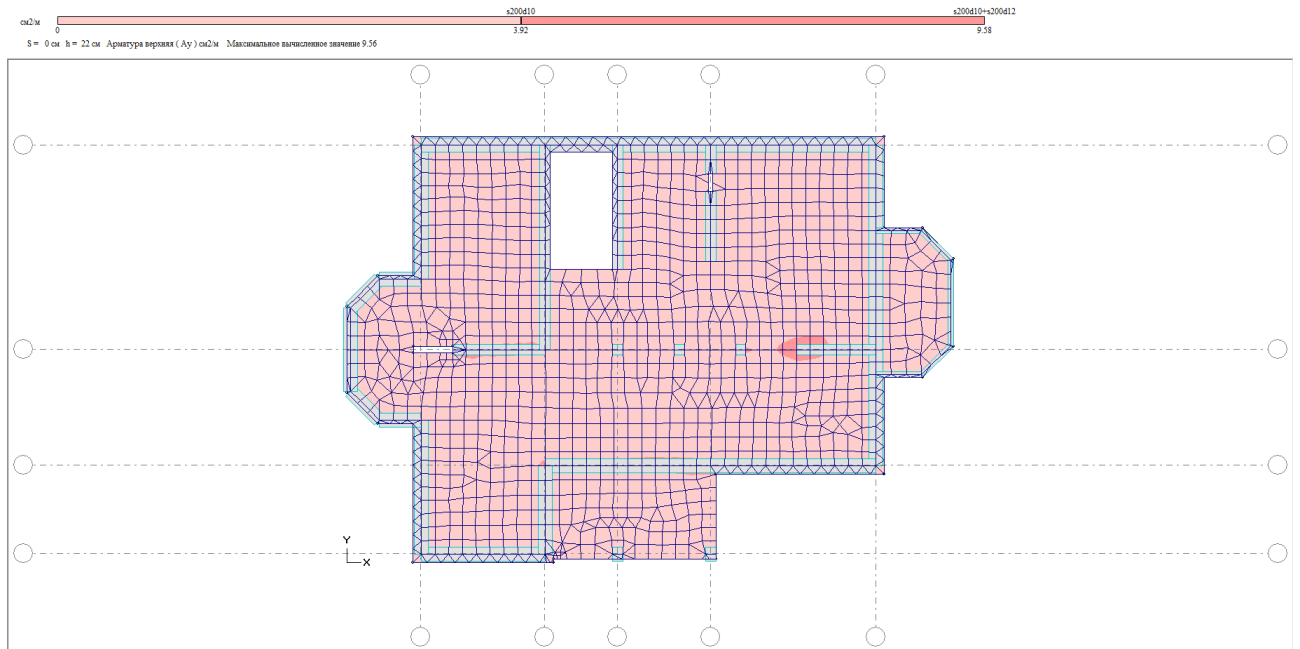 s200d10 s200d10+s200d12
см2/м
0 3.92 9.58
S = 0 см h = 22 см Арматура верхняя ( Ay ) см2/м Максимальное вычисленное значение 9.56
Y
X